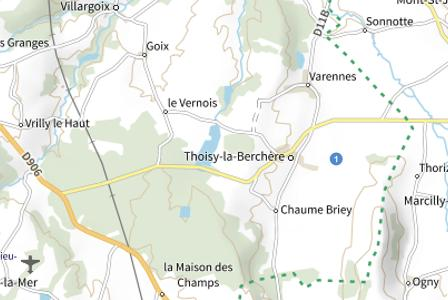 Villargoix
Mont-St-J
Sonnotte
D11B
s Granges
Goix
Varennes
le Vernois
Vrilly le Haut
D906
Thoisy-la-Berchère
1
Thoriz
Marcilly-
Chaume Briey
ieu-
-la-Mer
la Maison des
Champs
Ogny